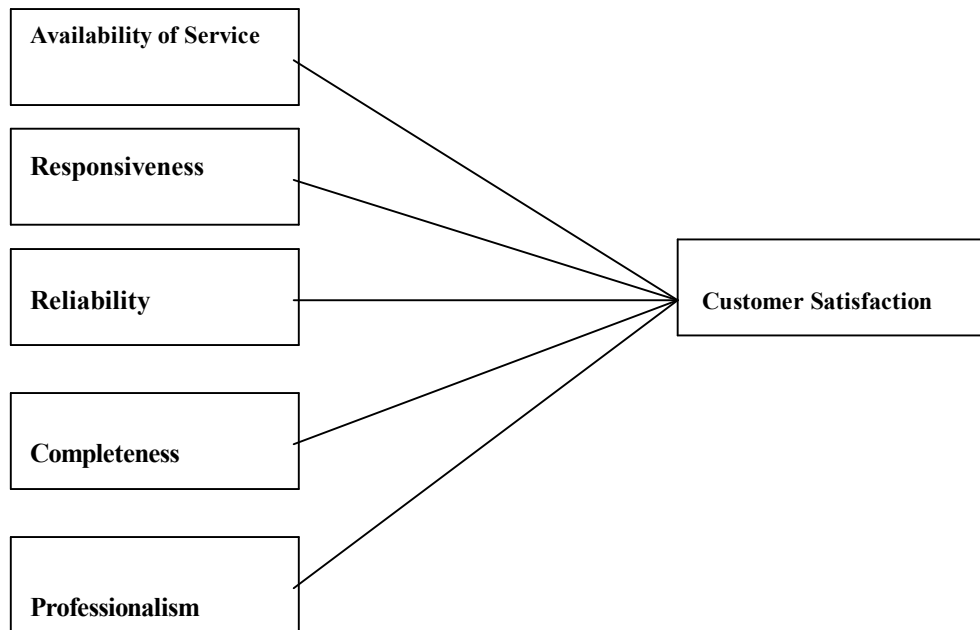 Availability of Service
Responsiveness
Reliability
Customer Satisfaction
Completeness
Professionalism